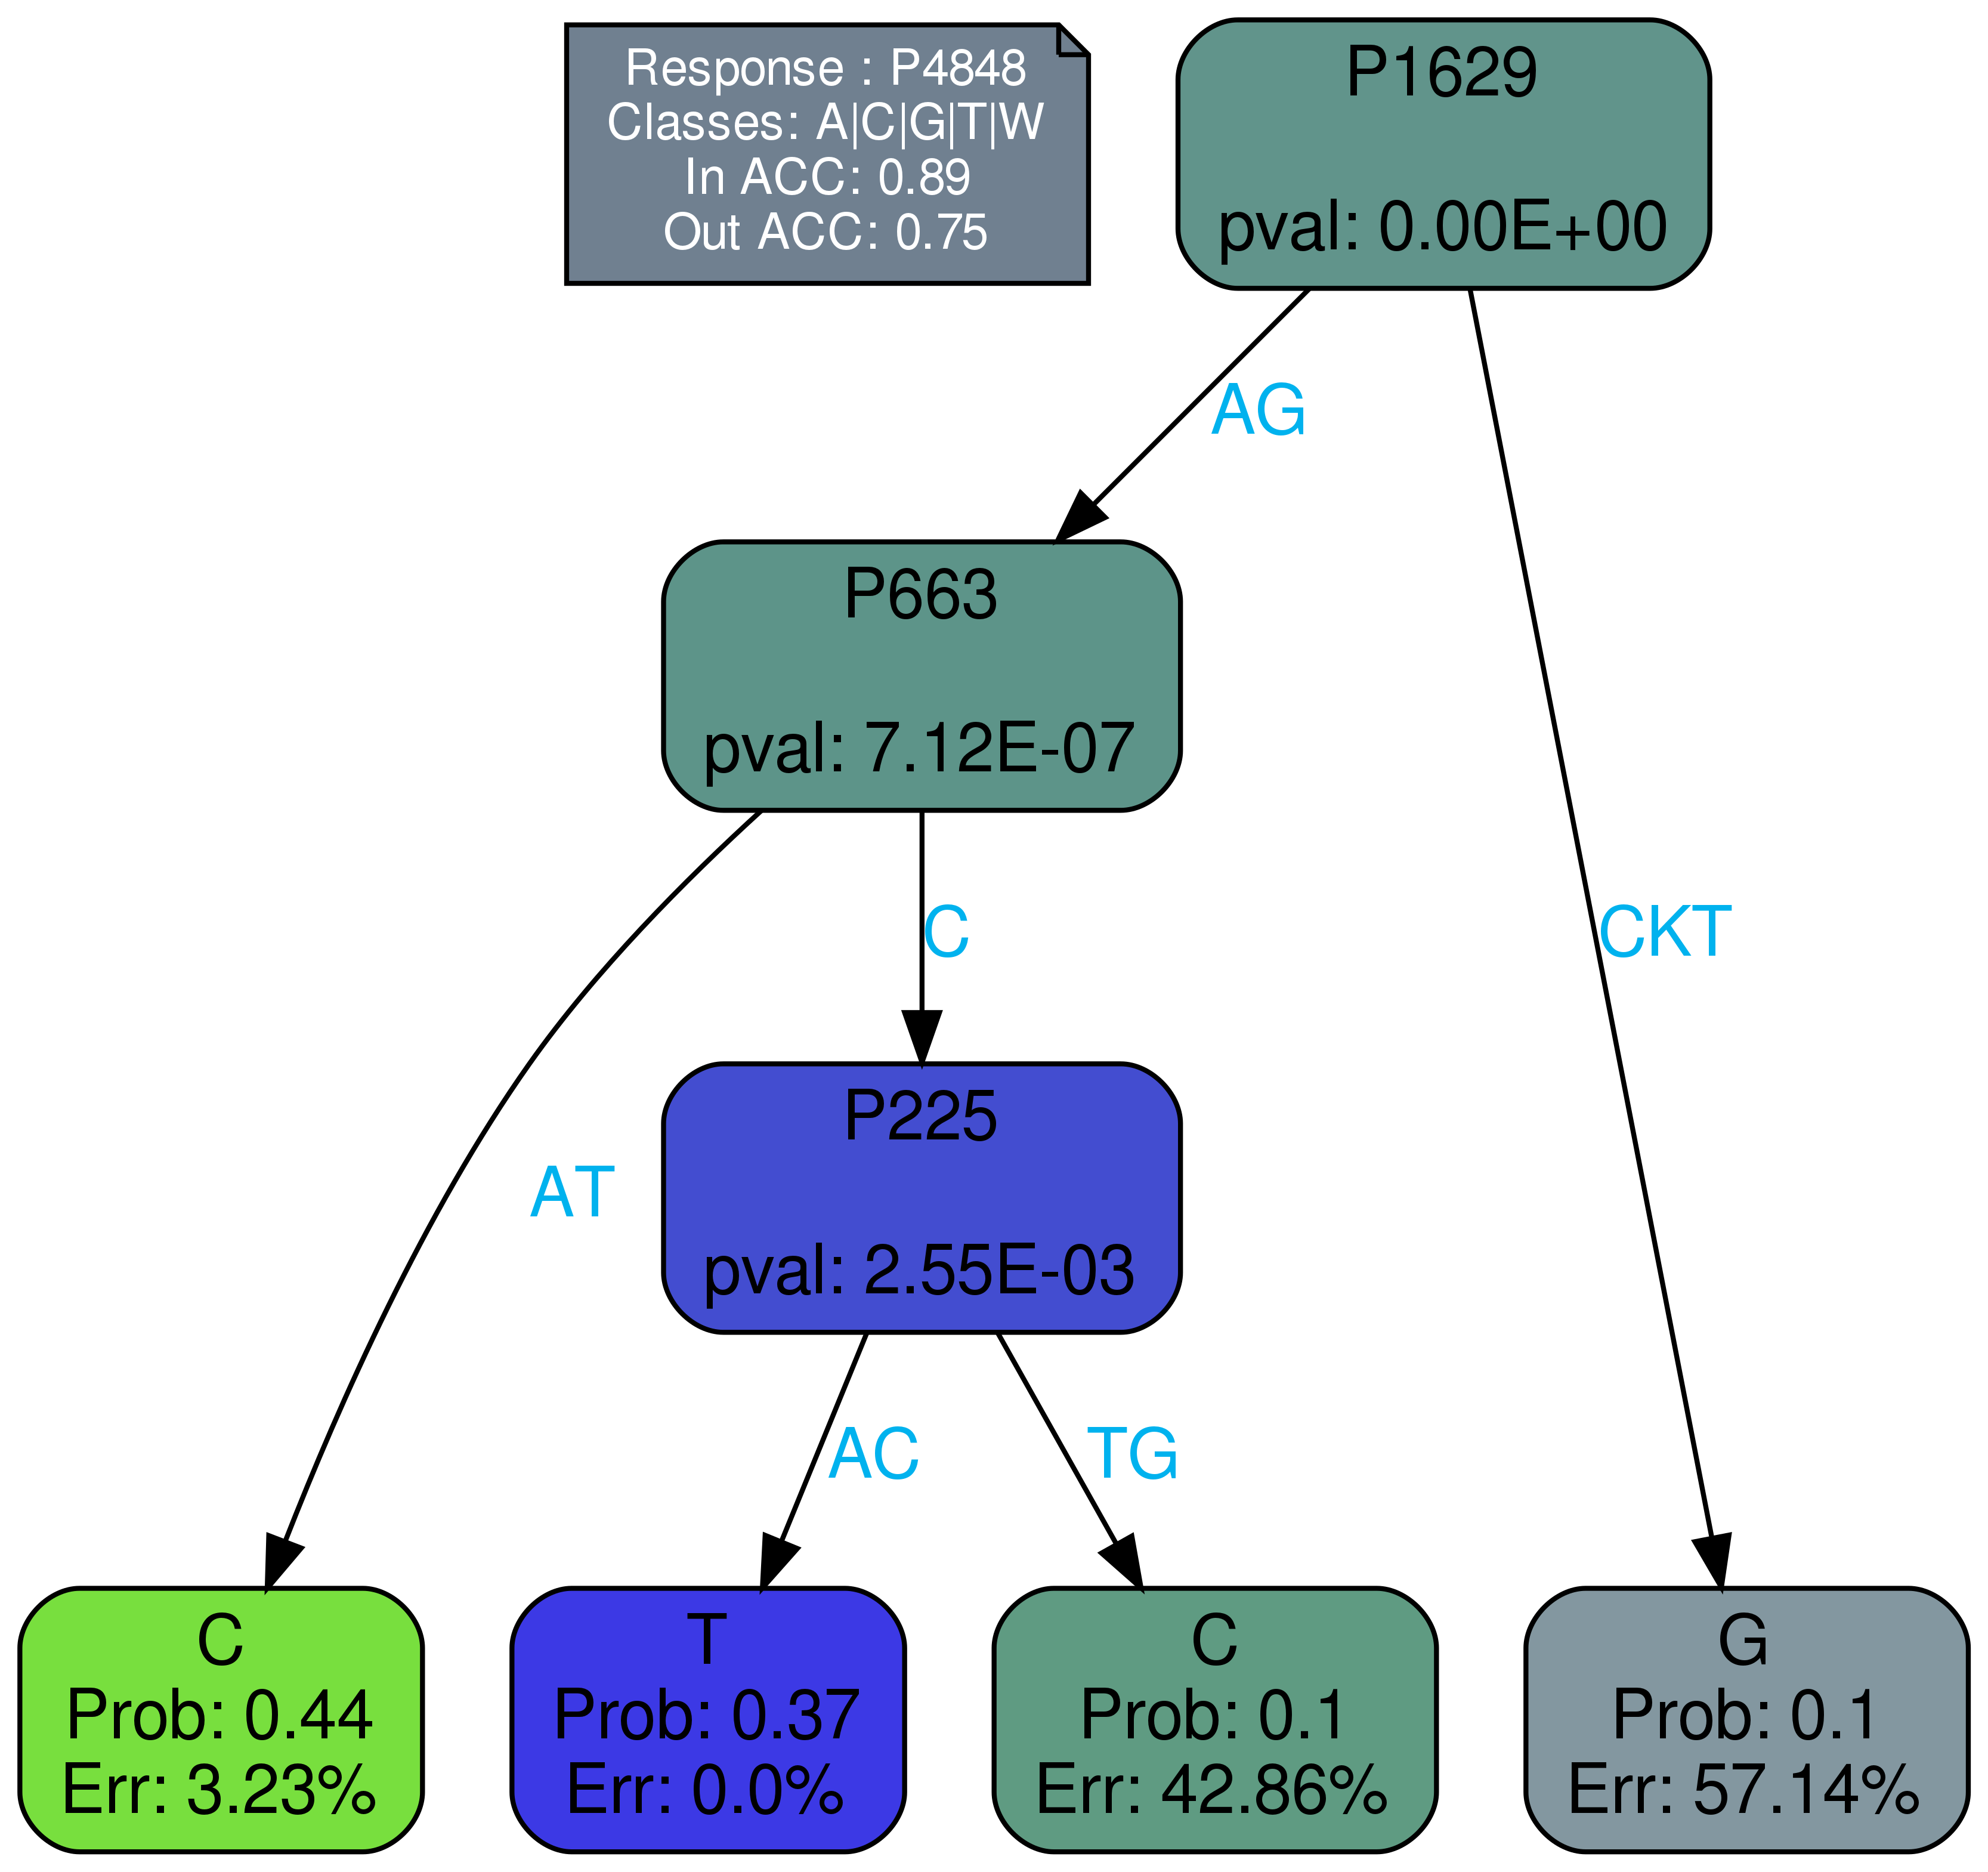 Response : P4848
Classes: A|C|G|T|W
In ACC: 0.89
Out ACC: 0.75
P1629
pval: 0.00E+00
AG
P663
pval: 7.12E-07
C
CKT
P225
pval: 2.55E-03
AT
AC
TG
C
Prob: 0.44
Err: 3.23%
T
Prob: 0.37
Err: 0.0%
C
Prob: 0.1
Err: 42.86%
G
Prob: 0.1
Err: 57.14%